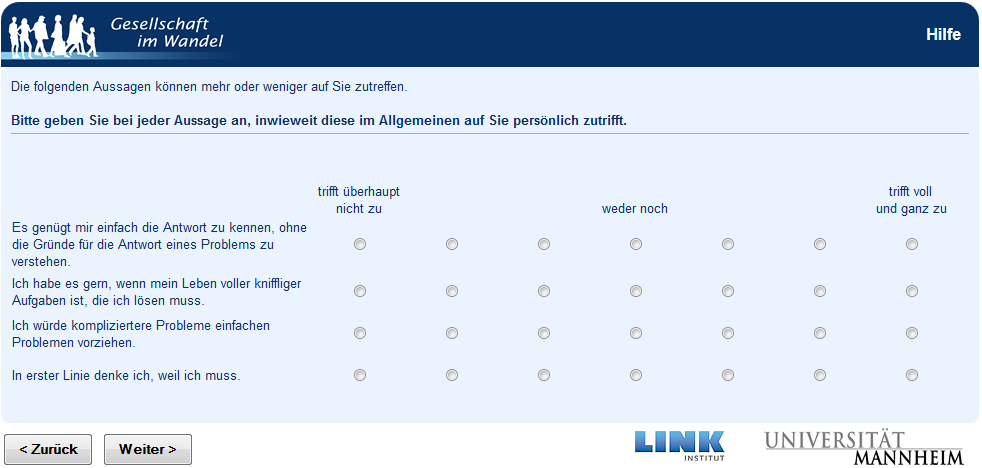 Gesellschaft
im Wandel
Hilfe
Die folgenden Aussagen können mehr oder weniger auf Sie zutreffen.
Bitte geben Sie bei jeder Aussage an, inwieweit diese im Allgemeinen auf Sie persönlich zutrifft.
trifft überhaupt
nicht zu
weder noch
trifft voll
und ganz zu
Es genügt mir einfach die Antwort zu kennen, ohne
die Gründe für die Antwort eines Problems zu
verstehen.
Ich habe es gern, wenn mein Leben voller kniffliger
Aufgaben ist, die ich lösen muss.
Ich würde kompliziertere Probleme einfachen
Problemen vorziehen.
In erster Linie denke ich, weil ich muss.
< Zurück
Weiter >
LINK
INSTITUT
UNIVERSITÄT
MANNHEIM